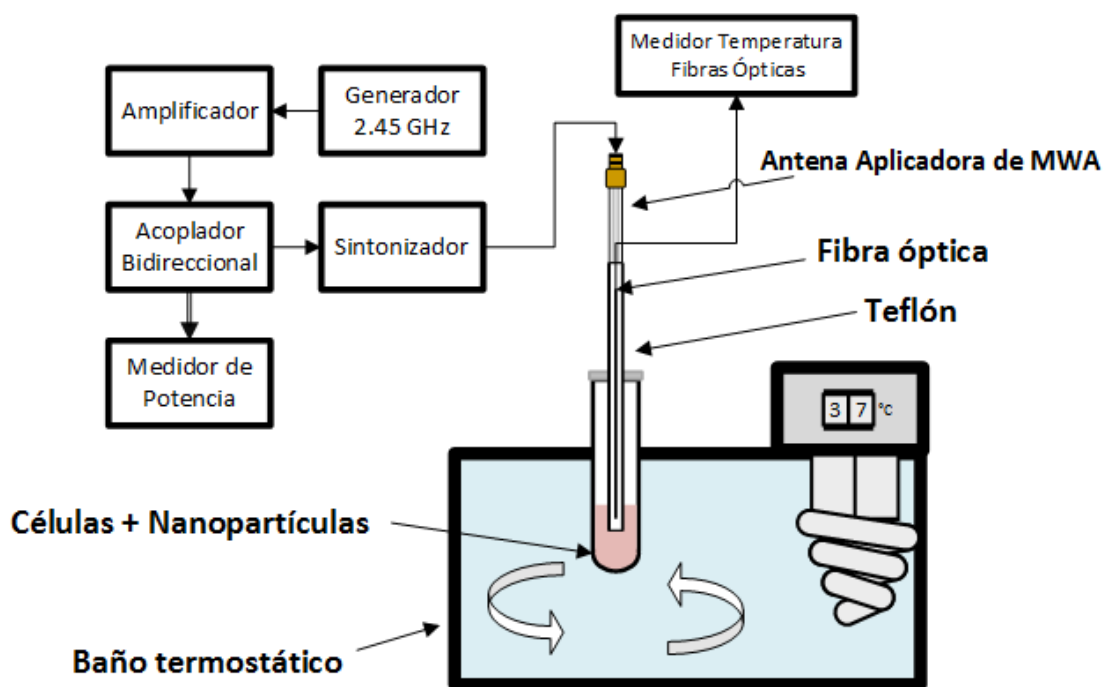 Medidor Temperatura
Fibras Ópticas
Amplificador
Generador
2.45 GHz
Antena Aplicadora de MWA
Acoplador
Bidireccional
Sintonizador
Fibra óptica
Teflón
Medidor de
Potencia
3 7 °C
Células + Nanopartículas
Baño termostático